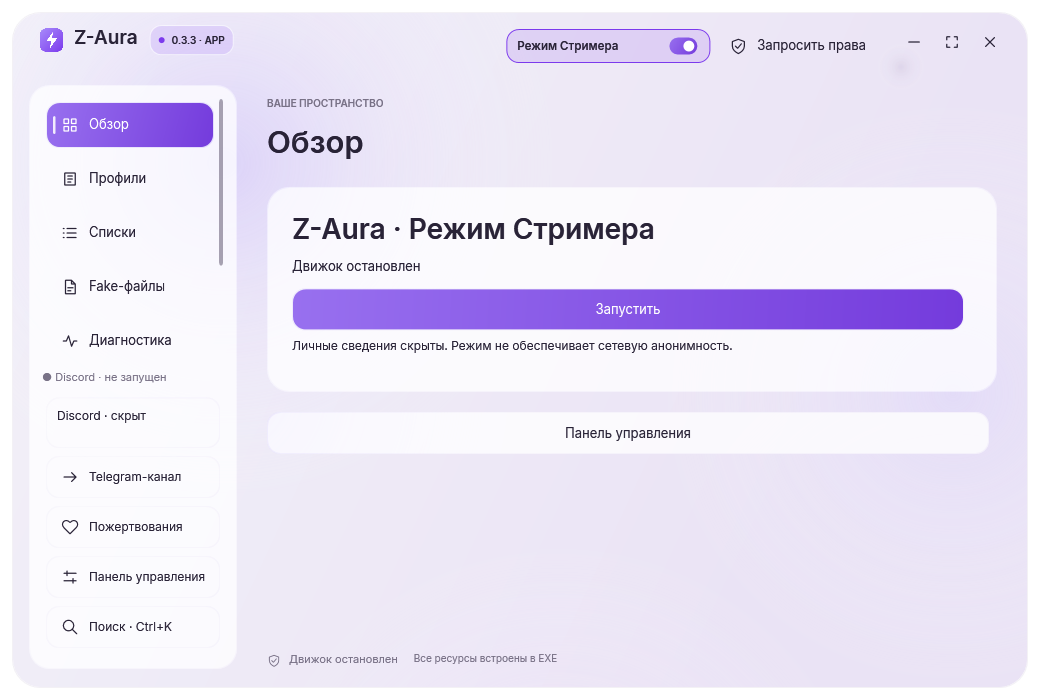 Z-Aura
0.3.3 · APP
Режим Стримера
Запросить права
Обзор
Профили
Списки
Fake-файлы
Диагностика
Discord · не запущен
Discord · скрыт
Telegram-канал
Пожертвования
Панель управления
Поиск · Ctrl+K
ВАШЕ ПРОСТРАНСТВО
Обзор
Z-Aura · Режим Стримера
Движок остановлен
Запустить
Личные сведения скрыты. Режим не обеспечивает сетевую анонимность.
Панель управления
Движок остановлен
Все ресурсы встроены в EXE